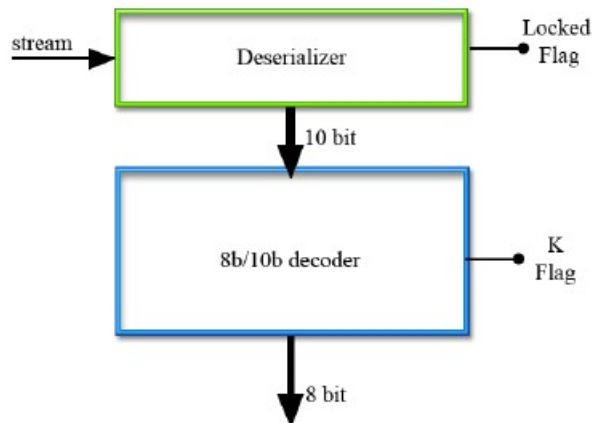 stream
Deserializer
Locked
Flag
10 bit
8b/10b decoder
K
Flag
8 bit